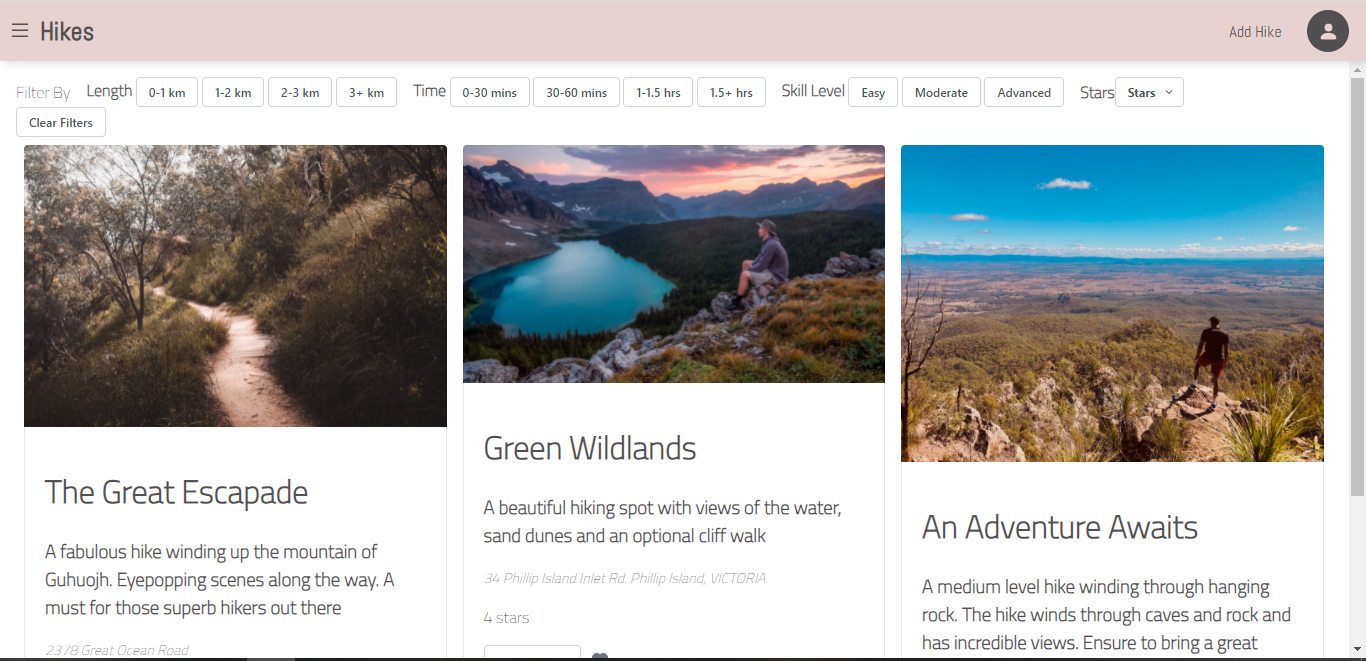 Hikes
Add Hike
Filter By Length 0-1 km 1-2 km 2-3 km 3+ km Time 0-30 mins 30-60 mins 1-1.5 hrs 1.5+ hrs Skill Level Easy Moderate Advanced Stars Stars
Clear Filters
The Great Escapade
A fabulous hike winding up the mountain of
Guhuojh. Eyepopping scenes along the way. A
must for those superb hikers out there
2378 Great Ocean Road
Green Wildlands
A beautiful hiking spot with views of the water,
sand dunes and an optional cliff walk
34 Phillip Island Inlet Rd. Phillip Island, VICTORIA
4 stars
An Adventure Awaits
A medium level hike winding through hanging
rock. The hike winds through caves and rock and
has incredible views. Ensure to bring a great